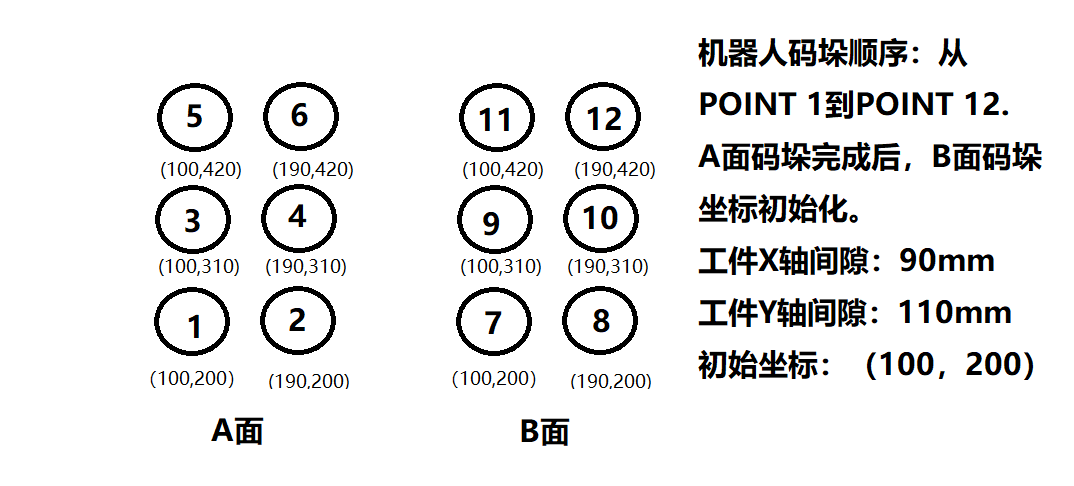 5 6 11 12
(100,420) (190,420) (100,420) (190,420)
3 4 9 10
(100,310) (190,310) (100,310) (190,310)
1 2 7 8
(100,200) (190,200) (100,200) (190,200)
A面 B面
机器人码垛顺序：从
POINT 1到POINT 12.
A面码垛完成后，B面码垛
坐标初始化。
工件X轴间隙：90mm
工件Y轴间隙：110mm
初始坐标：（100，200）